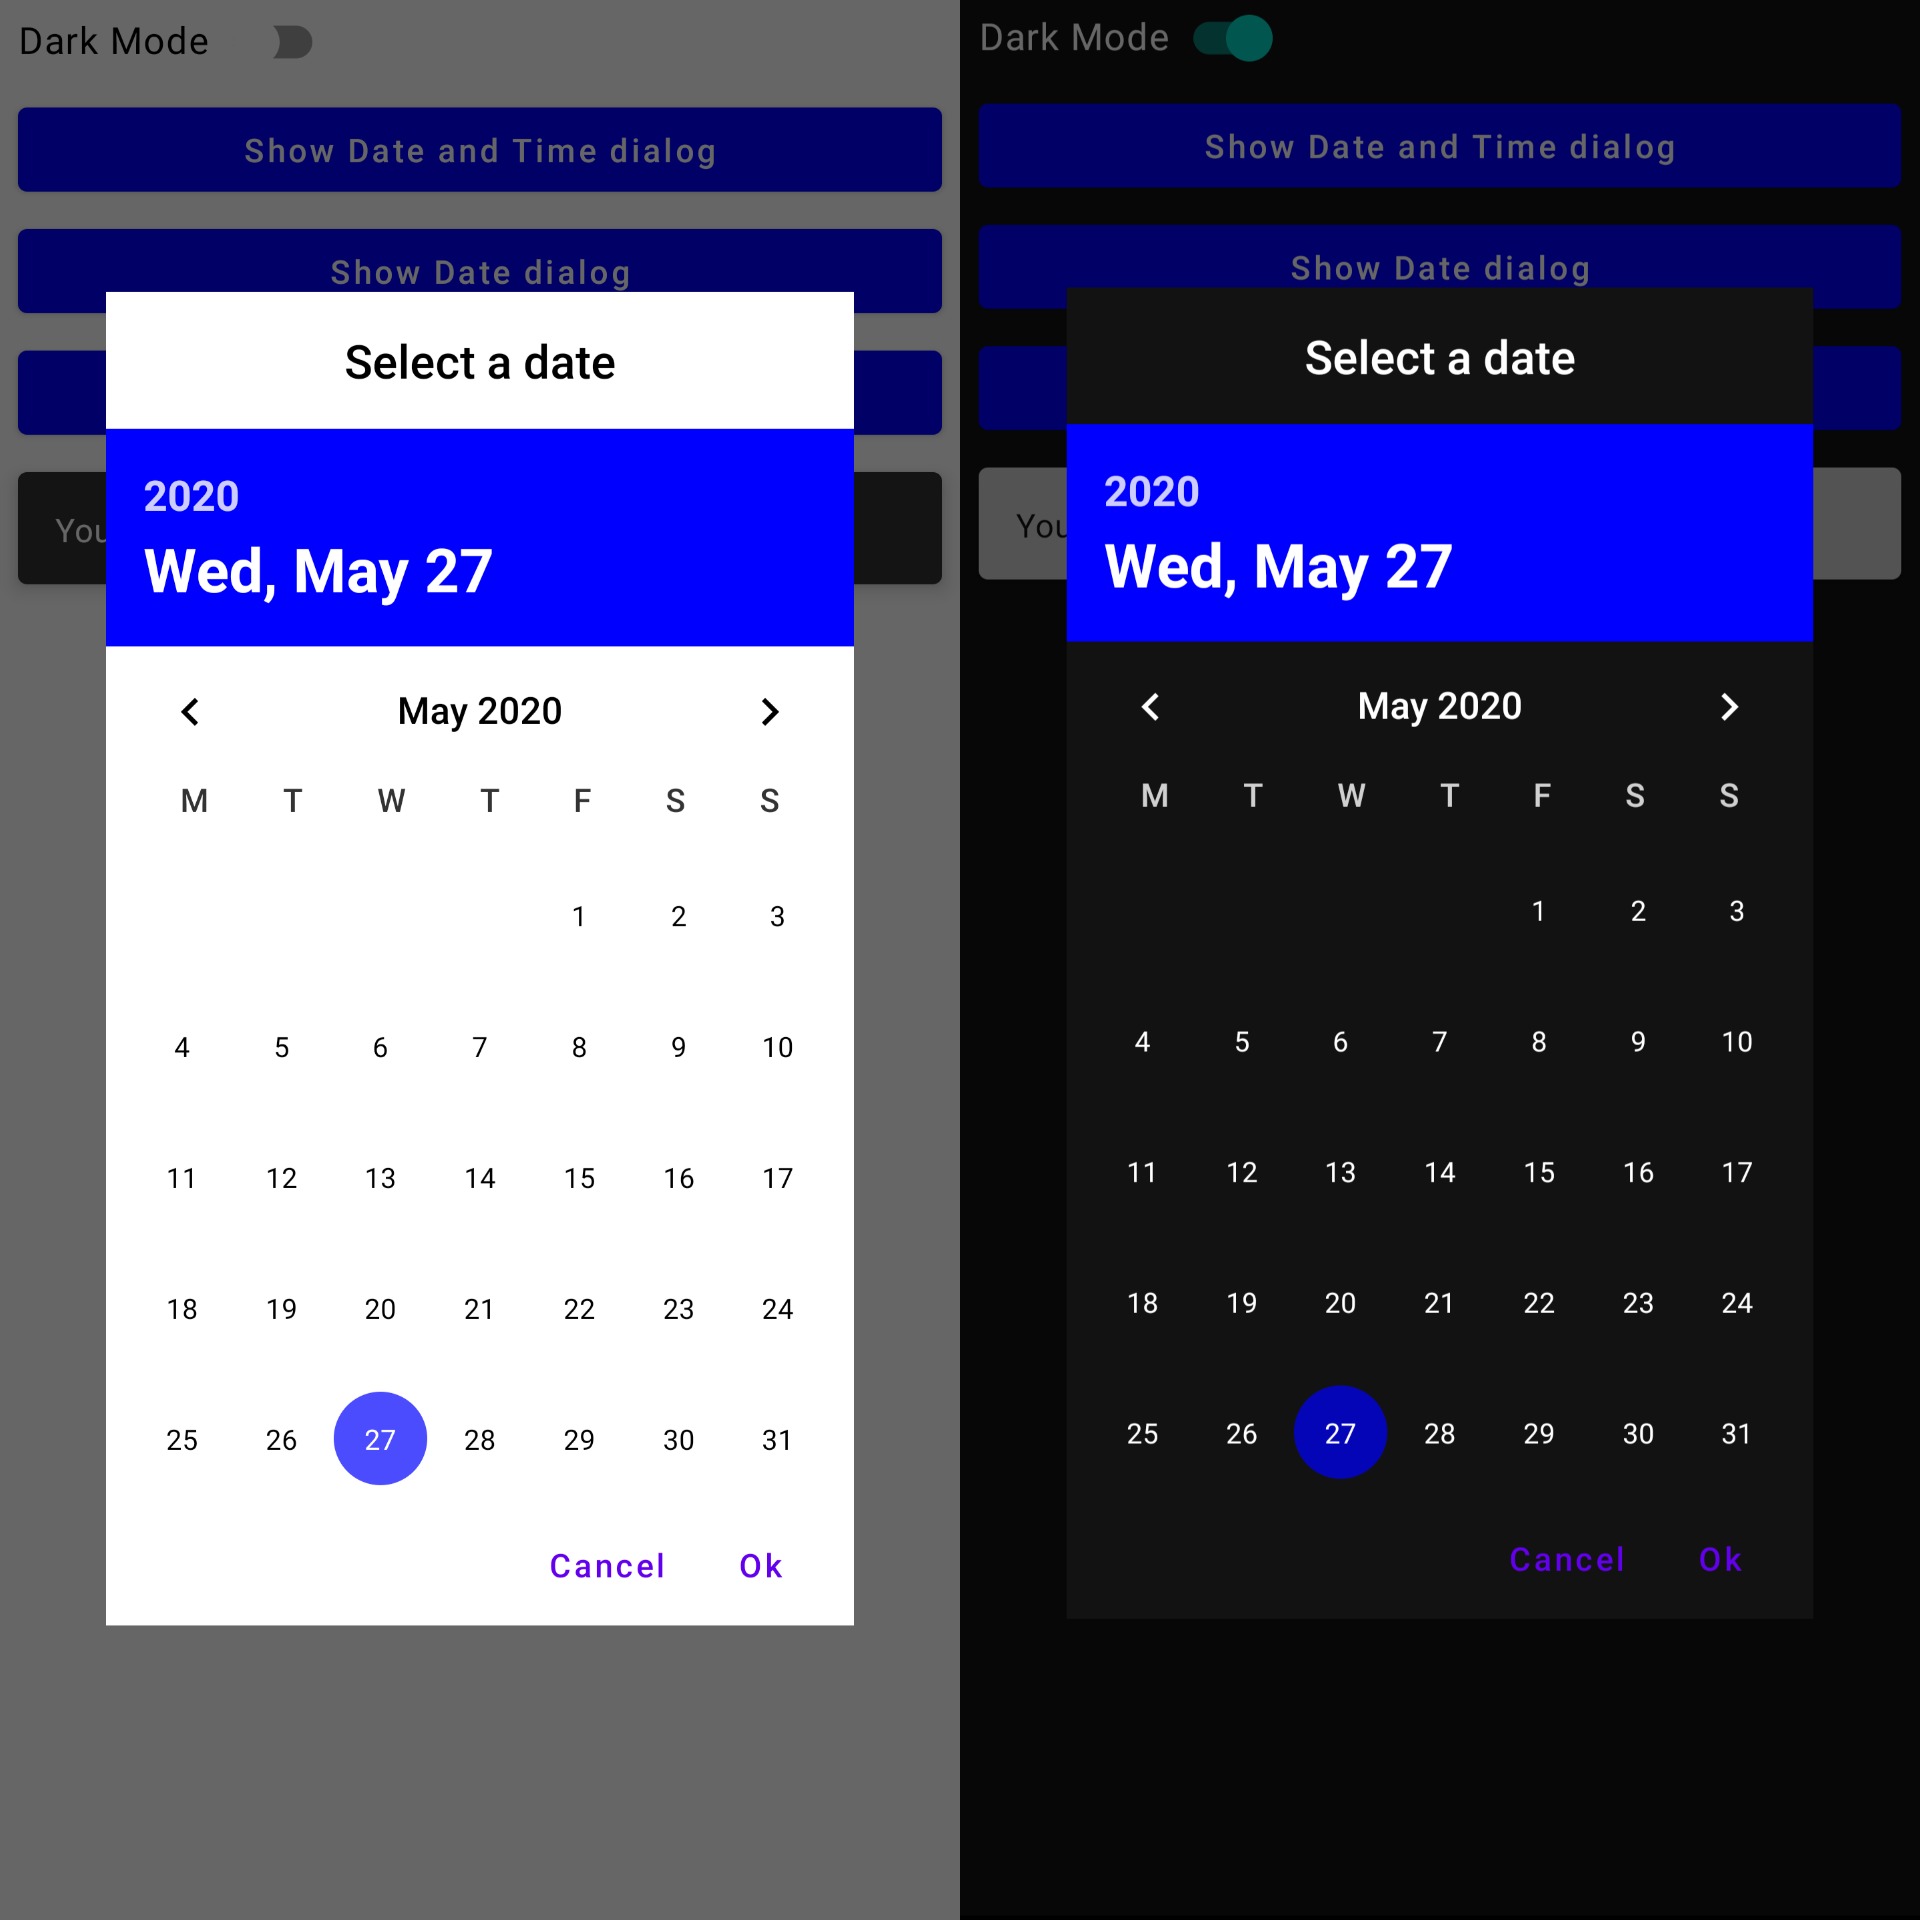 Dark Mode
Show Date and Time dialog
Show Date dialog
You
Select a date
2020
Wed, May 27
May 2020
M T W T F S S
1 2 3
4 5 6 7 8 9 10
11 12 13 14 15 16 17
18 19 20 21 22 23 24
25 26 27 28 29 30 31
Cancel Ok
Dark Mode
Show Date and Time dialog
Show Date dialog
You
Select a date
2020
Wed, May 27
May 2020
M T W T F S S
1 2 3
4 5 6 7 8 9 10
11 12 13 14 15 16 17
18 19 20 21 22 23 24
25 26 27 28 29 30 31
Cancel Ok